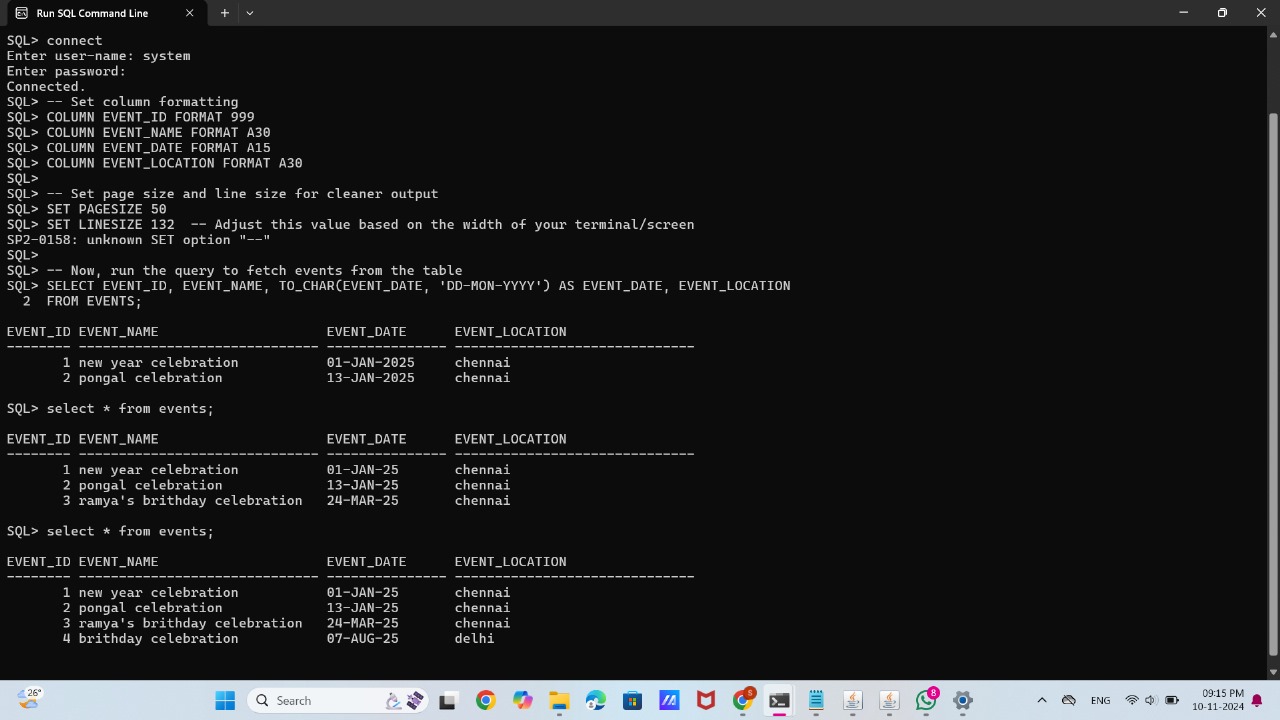 Run SQL Command Line
SQL> connect
Enter user-name: system
Enter password:
Connected.
SQL> -- Set column formatting
SQL> COLUMN EVENT_ID FORMAT 999
SQL> COLUMN EVENT_NAME FORMAT A30
SQL> COLUMN EVENT_DATE FORMAT A15
SQL> COLUMN EVENT_LOCATION FORMAT A30
SQL>
SQL> -- Set page size and line size for cleaner output
SQL> SET PAGESIZE 50
SQL> SET LINESIZE 132  -- Adjust this value based on the width of your terminal/screen
SP2-0158: unknown SET option "--"
SQL>
SQL> -- Now, run the query to fetch events from the table
SQL> SELECT EVENT_ID, EVENT_NAME, TO_CHAR(EVENT_DATE, 'DD-MON-YYYY') AS EVENT_DATE, EVENT_LOCATION
  2  FROM EVENTS;
EVENT_ID EVENT_NAME                     EVENT_DATE      EVENT_LOCATION
-------- ------------------------------ --------------- ------------------------------
       1 new year celebration           01-JAN-2025     chennai
       2 pongal celebration             13-JAN-2025     chennai
SQL> select * from events;
EVENT_ID EVENT_NAME                     EVENT_DATE      EVENT_LOCATION
-------- ------------------------------ --------------- ------------------------------
       1 new year celebration           01-JAN-25       chennai
       2 pongal celebration             13-JAN-25       chennai
       3 ramya's brithday celebration   24-MAR-25       chennai
SQL> select * from events;
EVENT_ID EVENT_NAME                     EVENT_DATE      EVENT_LOCATION
-------- ------------------------------ --------------- ------------------------------
       1 new year celebration           01-JAN-25       chennai
       2 pongal celebration             13-JAN-25       chennai
       3 ramya's brithday celebration   24-MAR-25       chennai
       4 brithday celebration           07-AUG-25       delhi
26°
Search
S
8
ENG
09:15 PM
10-11-2024